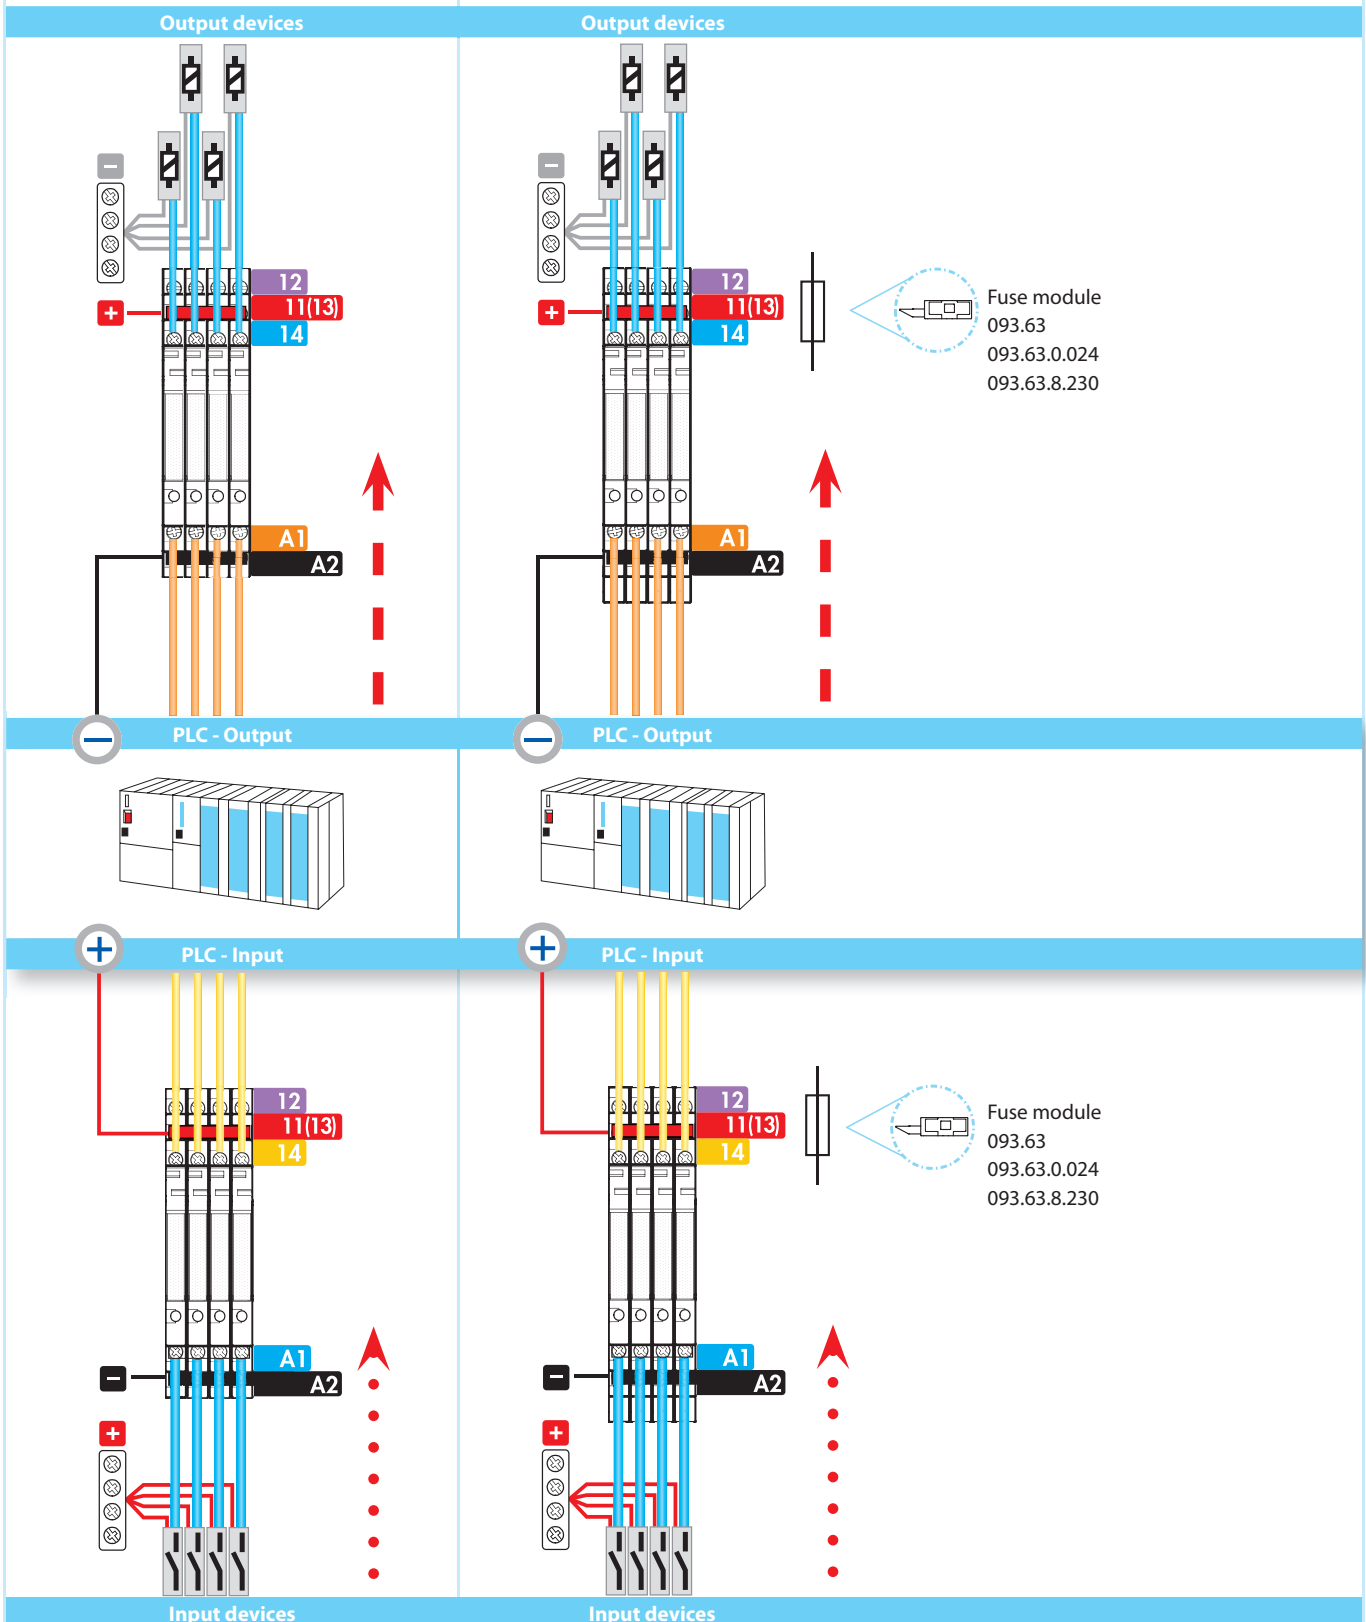 Output devices
Output devices
12
11(13)
14
12
11(13)
14
Fuse module
093.63
093.63.0.024
093.63.8.230
A1
A2
A1
A2
PLC - Output
PLC - Output
PLC - Input
PLC - Input
12
11(13)
14
12
11(13)
14
Fuse module
093.63
093.63.0.024
093.63.8.230
A1
A2
A1
A2
Input devices
Input devices